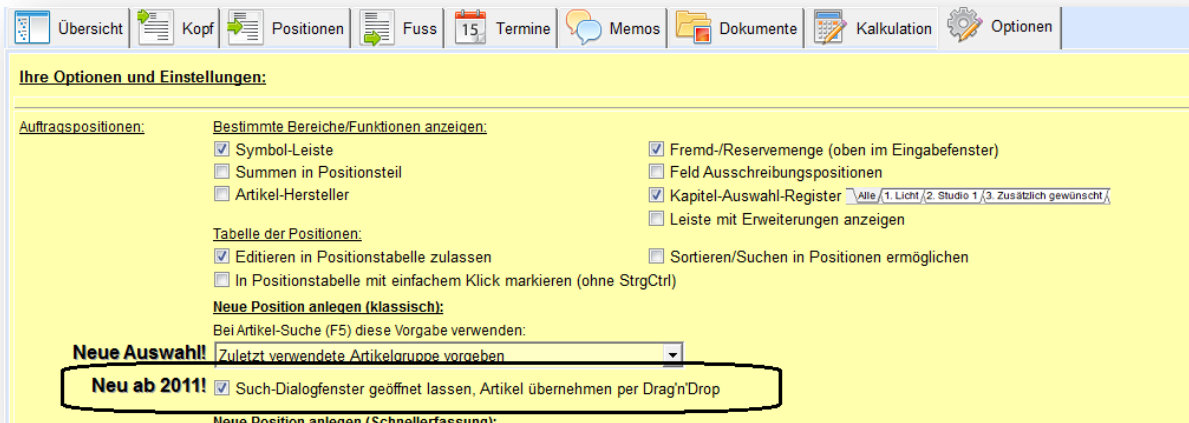 Übersicht Kopf Positionen Fuss 15 Termine Memos Dokumente Kalkulation Optionen
Ihre Optionen und Einstellungen:
Auftragspositionen: Bestimmte Bereiche/Funktionen anzeigen:
Symbol-Leiste Fremd-/Reservemenge (oben im Eingabefenster)
Summen in Positionsteil Feld Ausschreibungspositionen
Artikel-Hersteller Kapitel-Auswahl-Register Alle 1. Licht 2. Studio 1 3. Zusätzlich gewünscht
Leiste mit Erweiterungen anzeigen
Tabelle der Positionen:
Editieren in Positionstabelle zulassen Sortieren/Suchen in Positionen ermöglichen
In Positionstabelle mit einfachem Klick markieren (ohne StrgCtrl)
Neue Position anlegen (klassisch):
Bei Artikel-Suche (F5) diese Vorgabe verwenden:
Neue Auswahl! Zuletzt verwendete Artikelgruppe vorgeben
Neu ab 2011! Such-Dialogfenster geöffnet lassen, Artikel übernehmen per Drag'n'Drop
Neue Position anlegen (Schnellerfassung):